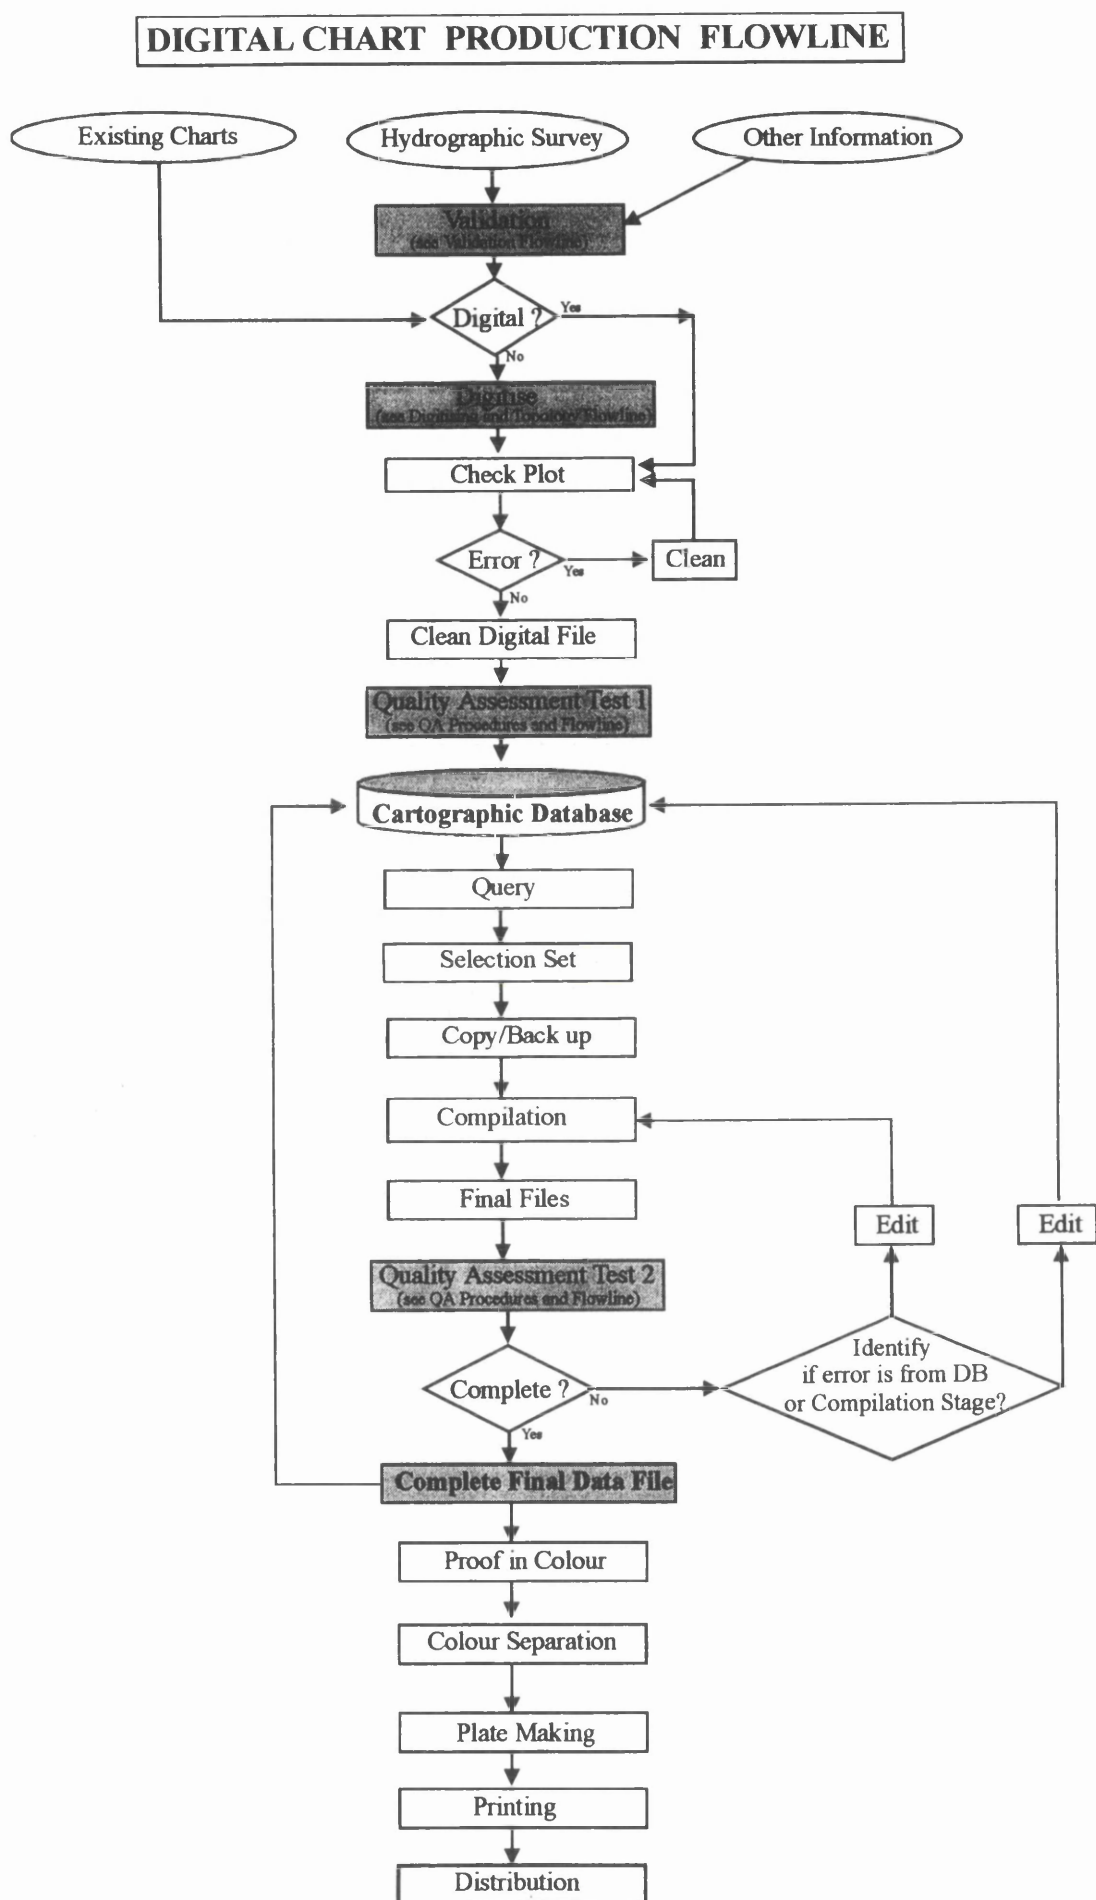 DIGITAL CHART PRODUCTION FLOWLINE
Existing Charts
Hydrographic Survey
Other Information
Validation
(see Validation Flowline)
Digital ?
Yes
No
Digitise
(see Digitising and Topology Flowline)
Check Plot
Error ?
Yes
Clean
No
Clean Digital File
Quality Assessment Test 1
(see QA Procedures and Flowline)
Cartographic Database
Query
Selection Set
Copy/Back up
Compilation
Final Files
Edit
Edit
Quality Assessment Test 2
(see QA Procedures and Flowline)
Identify
if error is from DB
or Compilation Stage?
Complete ?
No
Yes
Complete Final Data File
Proof in Colour
Colour Separation
Plate Making
Printing
Distribution